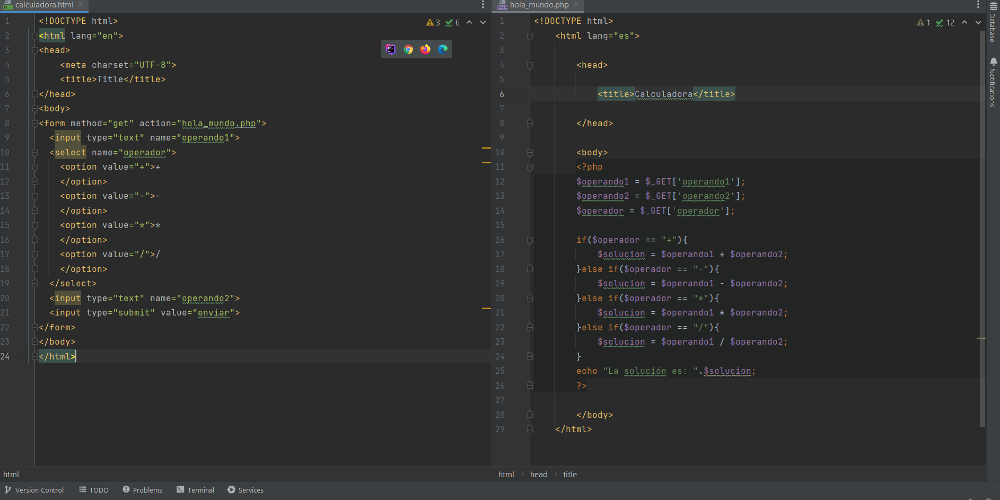 calculadora.html
3 6
1 <!DOCTYPE html>
2 <html lang="en">
3 <head>
4 <meta charset="UTF-8">
5 <title>Title</title>
6 </head>
7 <body>
8 <form method="get" action="hola_mundo.php">
9 <input type="text" name="operando1">
10 <select name="operador">
11 <option value="+">+
12 </option>
13 <option value="-">-
14 </option>
15 <option value="*">*
16 </option>
17 <option value="/">/
18 </option>
19 </select>
20 <input type="text" name="operando2">
21 <input type="submit" value="enviar">
22 </form>
23 </body>
24 </html>
html
hola_mundo.php
1 12
1 <!DOCTYPE html>
2 <html lang="es">
3
4 <head>
5
6 <title>Calculadora</title>
7
8 </head>
9
10 <body>
11 <?php
12 $operando1 = $_GET['operando1'];
13 $operando2 = $_GET['operando2'];
14 $operador = $_GET['operador'];
15
16 if($operador == "+"){
17 $solucion = $operando1 + $operando2;
18 }else if($operador == "-"){
19 $solucion = $operando1 - $operando2;
20 }else if($operador == "*"){
21 $solucion = $operando1 * $operando2;
22 }else if($operador == "/"){
23 $solucion = $operando1 / $operando2;
24 }
25 echo "La solución es: ".$solucion;
26 ?>
27
28 </body>
29 </html>
html › head › title
Database
Notifications
Version Control TODO Problems Terminal Services